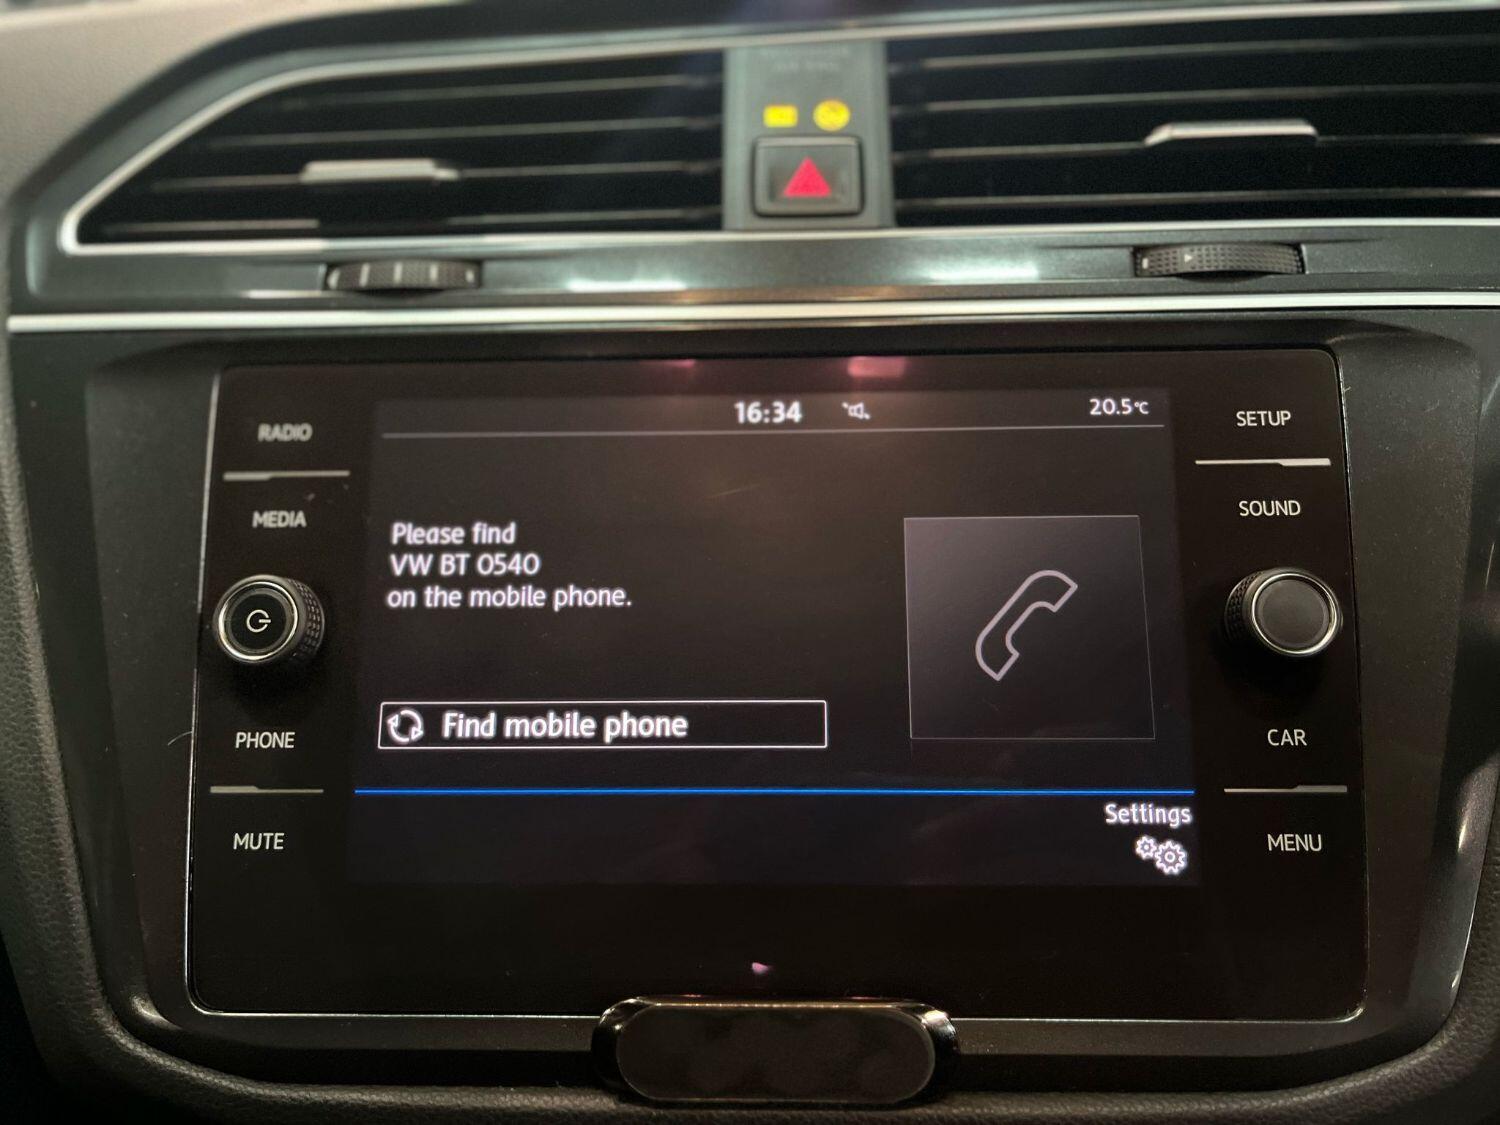 RADIO
MEDIA
PHONE
MUTE
16:34
20.5°C
Please find
VW BT 0540
on the mobile phone.
Find mobile phone
Settings
SETUP
SOUND
CAR
MENU